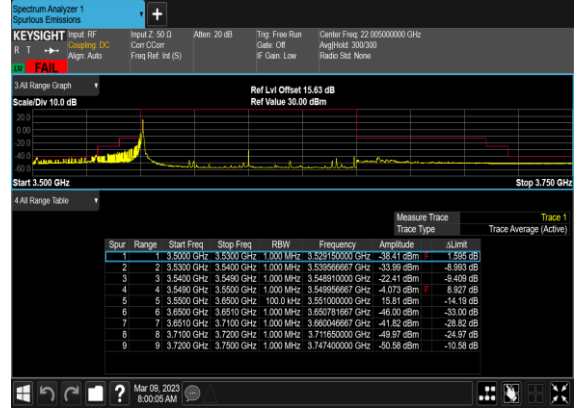 Spectrum Analyzer 1
Spurious Emissions
KEYSIGHT Input: RF Input Z: 50 Ω Atten: 20 dB Trig: Free Run Center Freq: 22.005000000 GHz
R T Coupling: DC Corr CCorr Gate: Off Avg|Hold: 300/300
Align: Auto Freq Ref: Int (S) IF Gain: Low Radio Std: None
FAIL
3 All Range Graph
Ref Lvl Offset 15.63 dB
Scale/Div 10.0 dB Ref Value 30.00 dBm
20.0
0.00
-20.0
-40.0
-60.0
Start 3.500 GHz Stop 3.750 GHz
4 All Range Table
Measure Trace Trace 1
Trace Type Trace Average (Active)
Spur Range Start Freq Stop Freq RBW Frequency Amplitude ΔLimit
1 1 3.5000 GHz 3.5300 GHz 1.000 MHz 3.529150000 GHz -38.41 dBm F 1.595 dB
2 2 3.5300 GHz 3.5400 GHz 1.000 MHz 3.539566667 GHz -33.99 dBm -8.993 dB
3 3 3.5400 GHz 3.5490 GHz 1.000 MHz 3.548910000 GHz -22.41 dBm -9.409 dB
4 4 3.5490 GHz 3.5500 GHz 1.000 MHz 3.549956667 GHz -4.073 dBm F 8.927 dB
5 5 3.5500 GHz 3.6500 GHz 100.0 kHz 3.551000000 GHz 15.81 dBm -14.19 dB
6 6 3.6500 GHz 3.6510 GHz 1.000 MHz 3.650781667 GHz -46.00 dBm -33.00 dB
7 7 3.6510 GHz 3.7100 GHz 1.000 MHz 3.660046667 GHz -41.82 dBm -28.82 dB
8 8 3.7100 GHz 3.7200 GHz 1.000 MHz 3.711650000 GHz -49.97 dBm -24.97 dB
9 9 3.7200 GHz 3.7500 GHz 1.000 MHz 3.747400000 GHz -50.58 dBm -10.58 dB
? Mar 09, 2023
8:00:05 AM